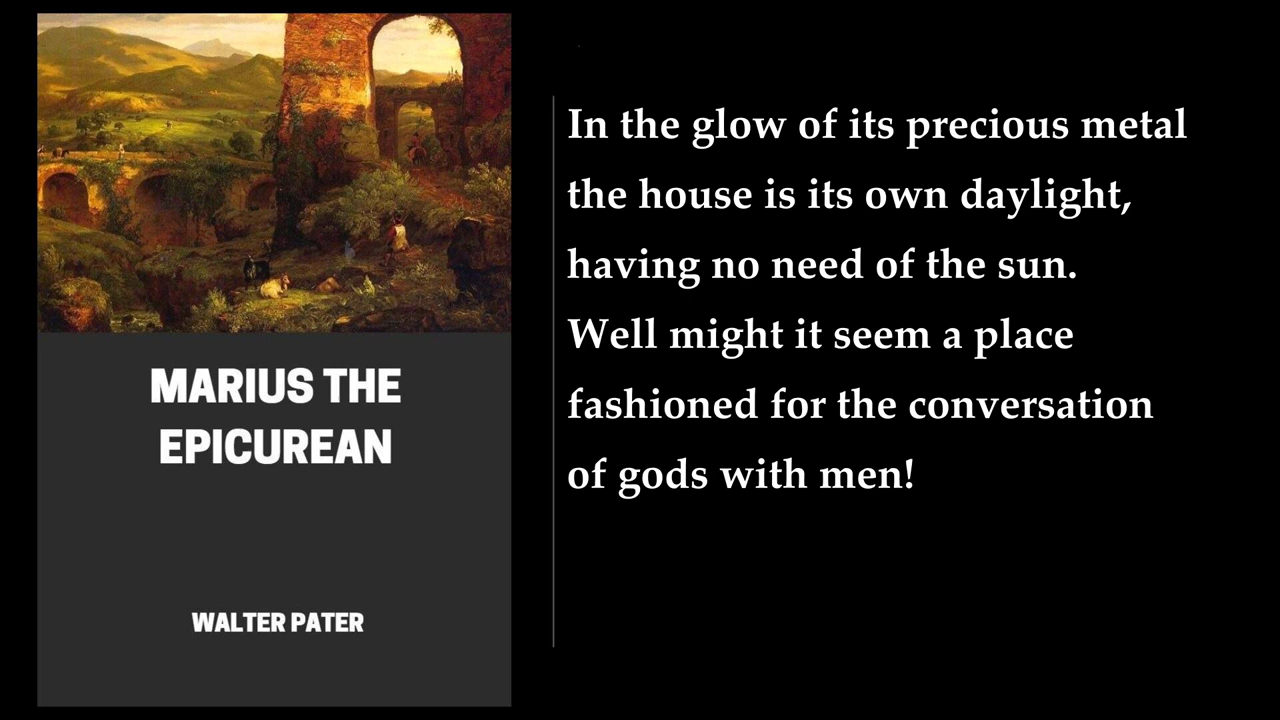 MARIUS THE
EPICUREAN
WALTER PATER
In the glow of its precious metal
the house is its own daylight,
having no need of the sun.
Well might it seem a place
fashioned for the conversation
of gods with men!